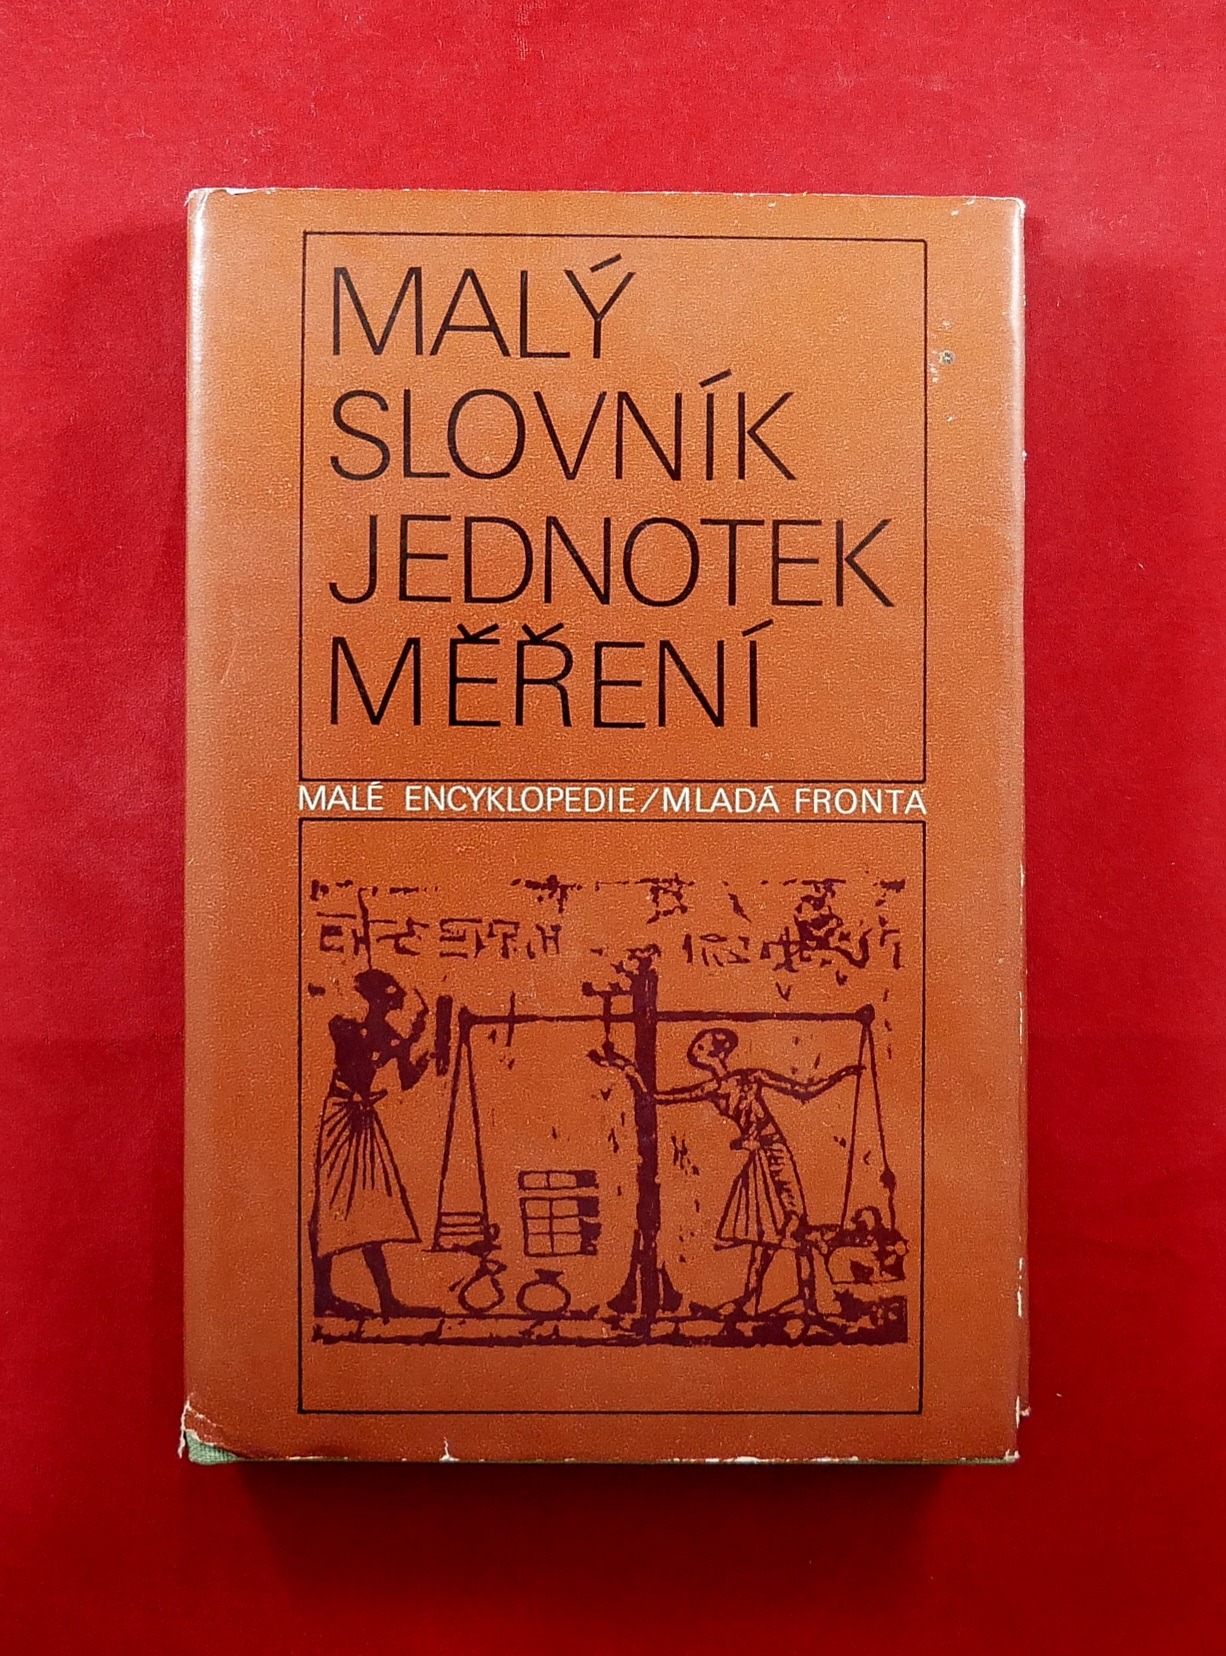 MALÝ
SLOVNÍK
JEDNOTEK
MĚŘENÍ
MALÉ ENCYKLOPEDIE/MLADÁ FRONTA